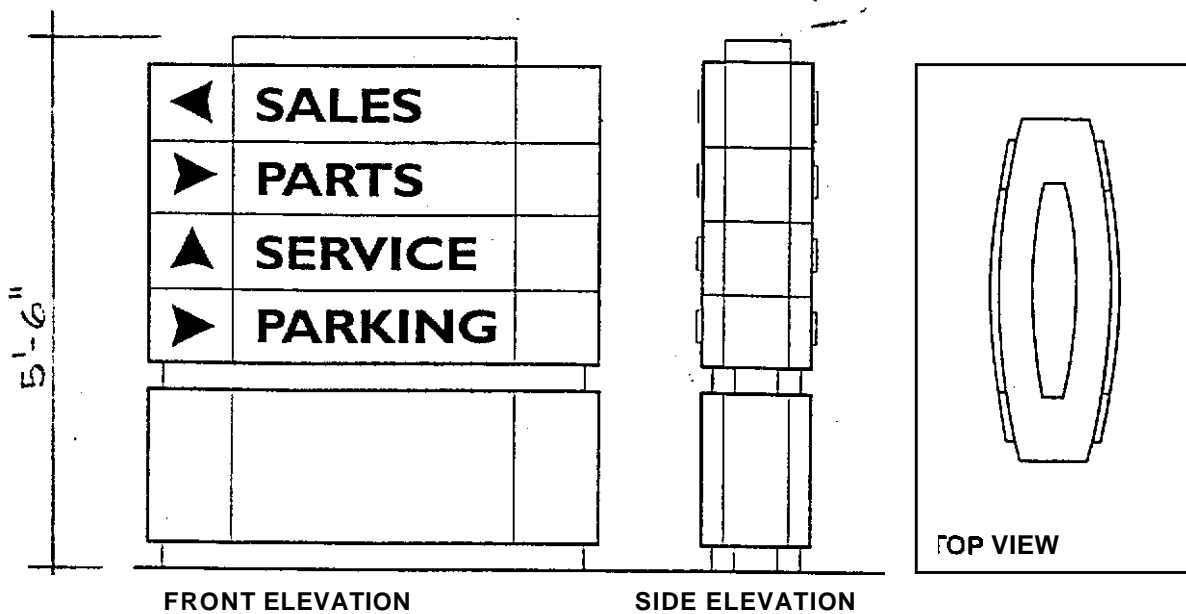 SALES
PARTS
SERVICE
PARKING
5'-6"
TOP VIEW
FRONT ELEVATION
SIDE ELEVATION